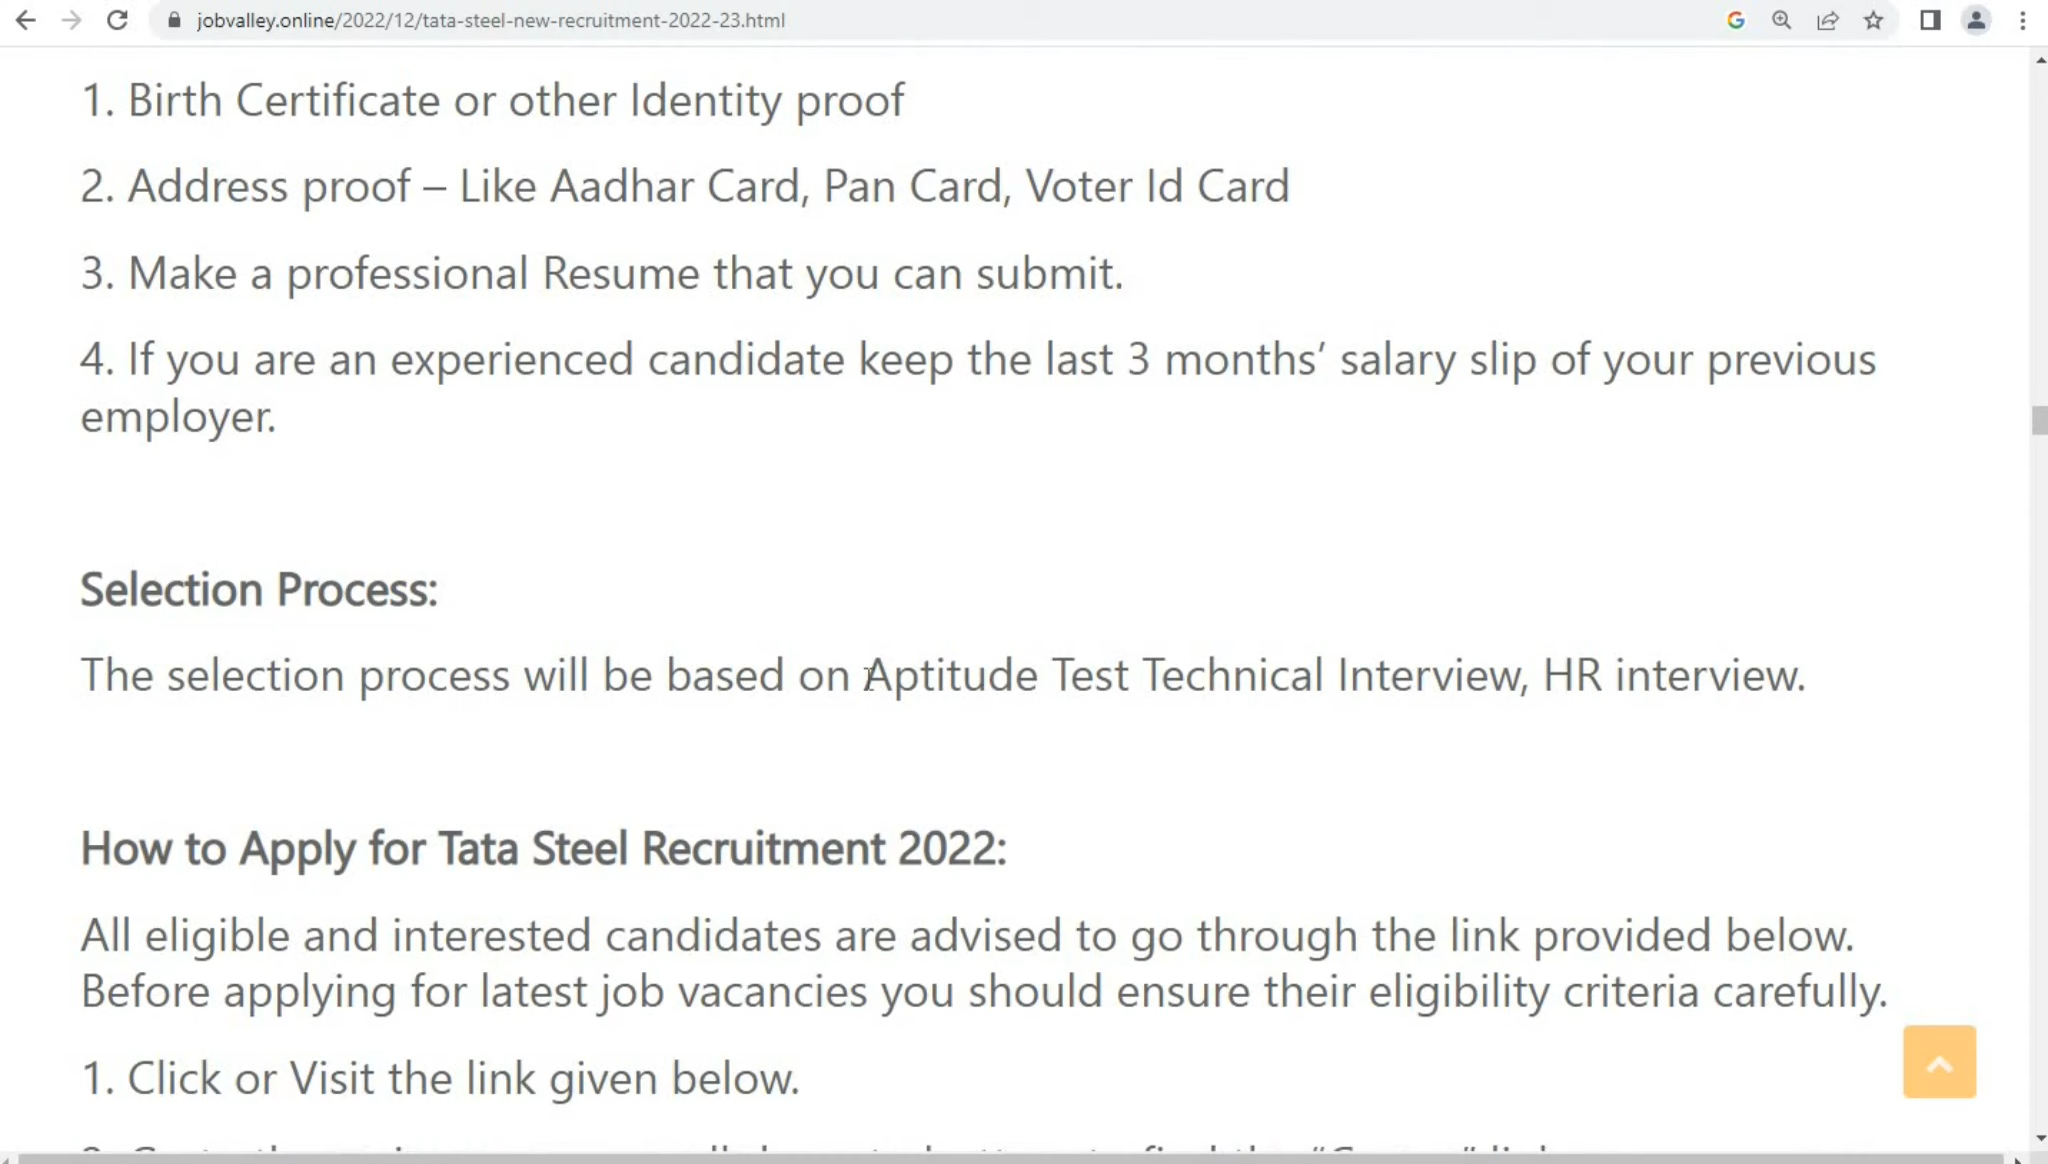 jobvalley.online/2022/12/tata-steel-new-recruitment-2022-23.html
1. Birth Certificate or other Identity proof
2. Address proof – Like Aadhar Card, Pan Card, Voter Id Card
3. Make a professional Resume that you can submit.
4. If you are an experienced candidate keep the last 3 months’ salary slip of your previous
employer.
Selection Process:
The selection process will be based on Aptitude Test Technical Interview, HR interview.
How to Apply for Tata Steel Recruitment 2022:
All eligible and interested candidates are advised to go through the link provided below.
Before applying for latest job vacancies you should ensure their eligibility criteria carefully.
1. Click or Visit the link given below.